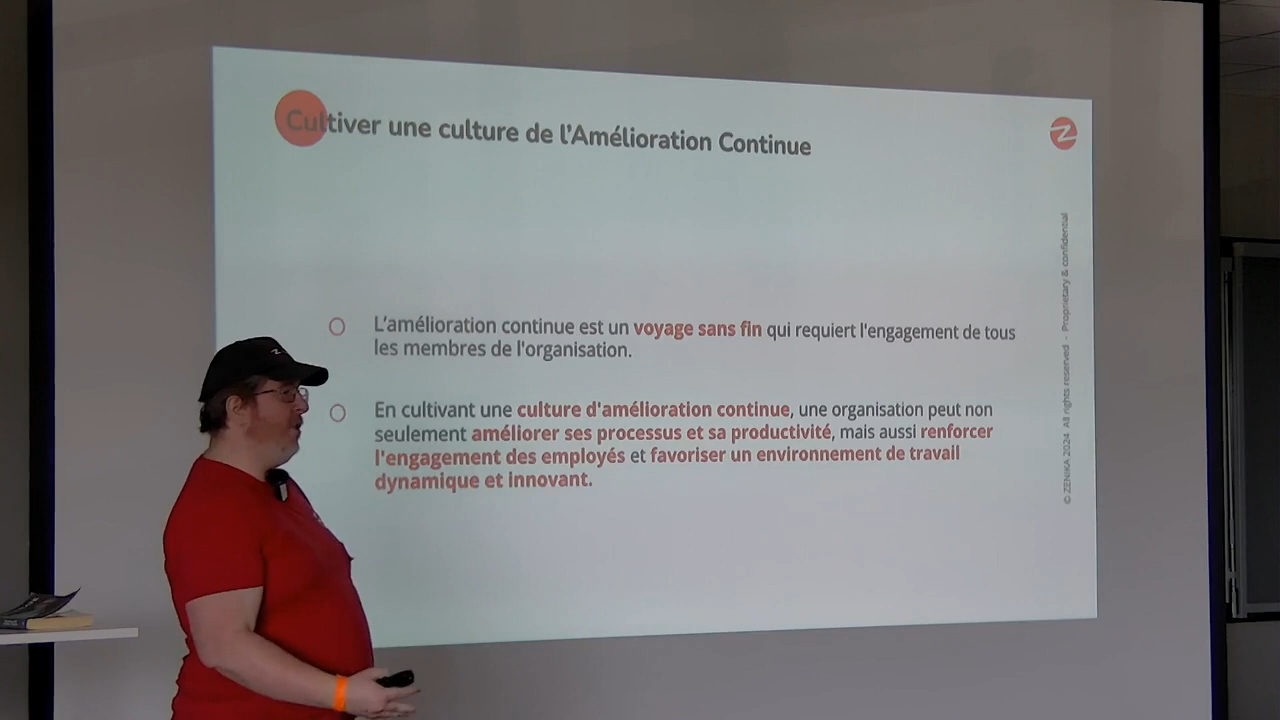 Cultiver une culture de l'Amélioration Continue
L'amélioration continue est un voyage sans fin qui requiert l'engagement de tous
les membres de l'organisation.
En cultivant une culture d'amélioration continue, une organisation peut non
seulement améliorer ses processus et sa productivité, mais aussi renforcer
l'engagement des employés et favoriser un environnement de travail
dynamique et innovant.
© ZENIKA 2024 All rights reserved - Proprietary & confidential